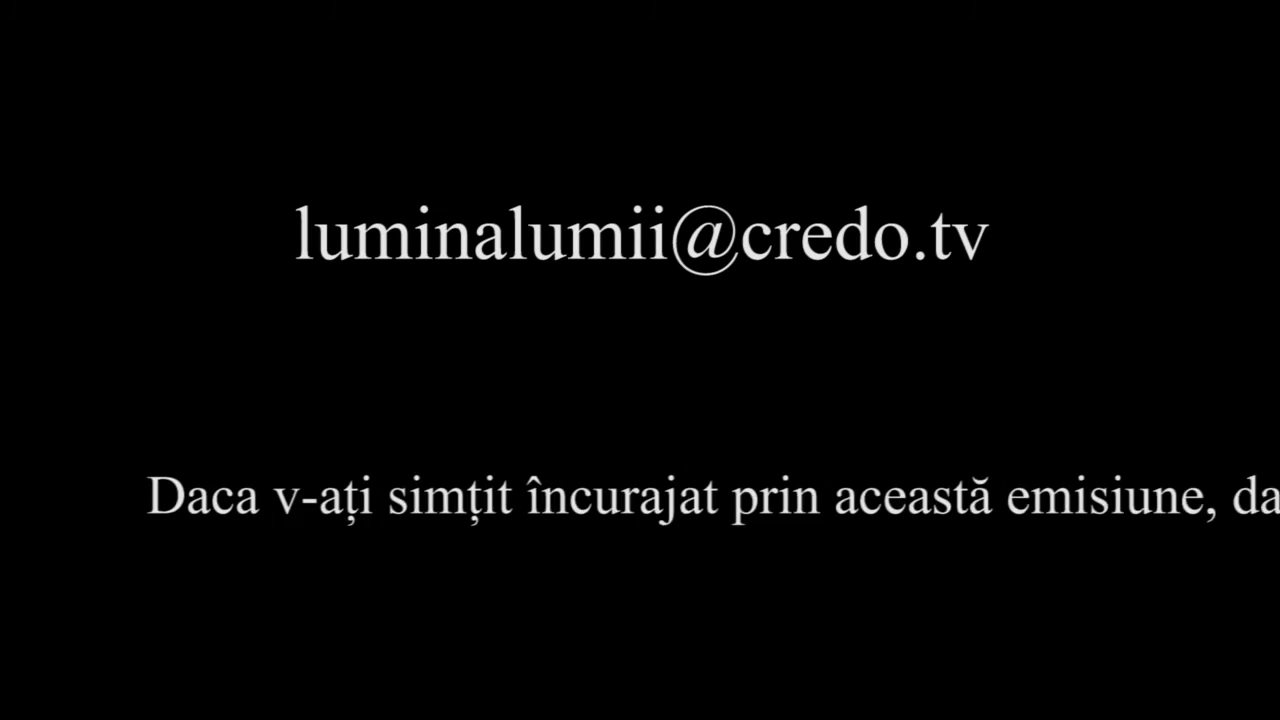 luminalumii@credo.tv
Daca v-ați simțit încurajat prin această emisiune, da